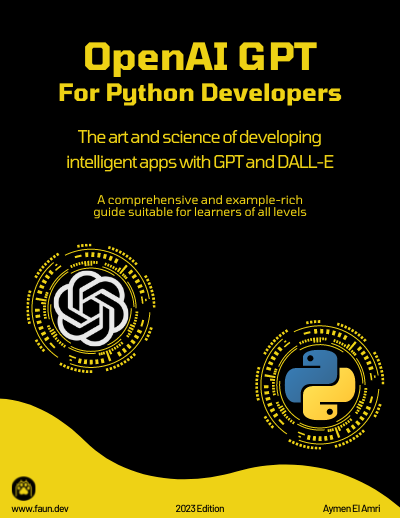 OpenAI GPT
For Python Developers
The art and science of developing
intelligent apps with GPT and DALL-E
A comprehensive and example-rich
guide suitable for learners of all levels
www.faun.dev 2023 Edition Aymen El Amri